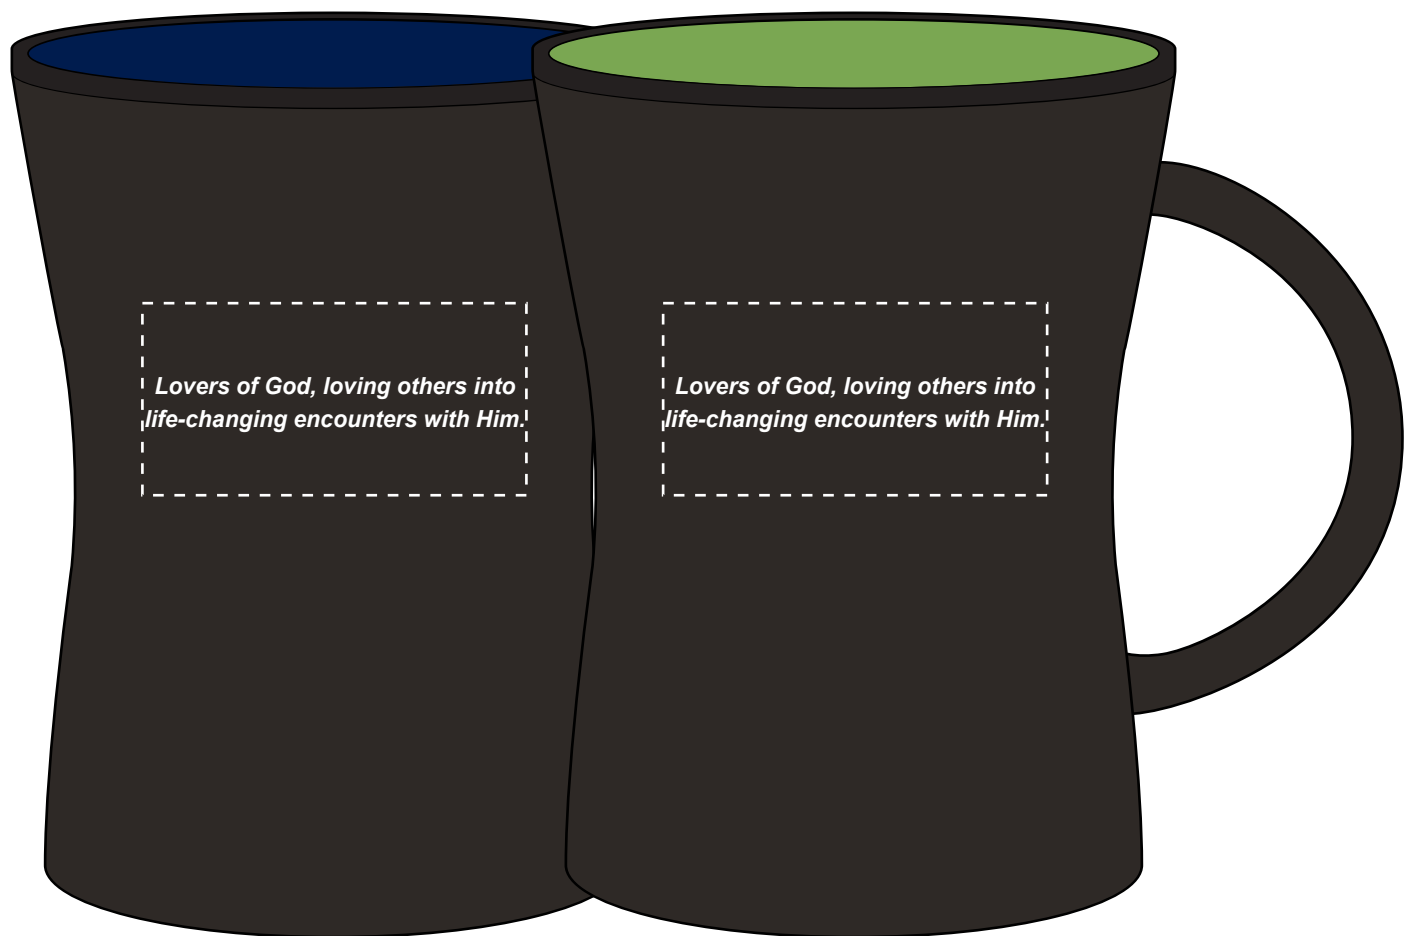 Lovers of God, loving others into
life-changing encounters with Him.
Lovers of God, loving others into
life-changing encounters with Him.